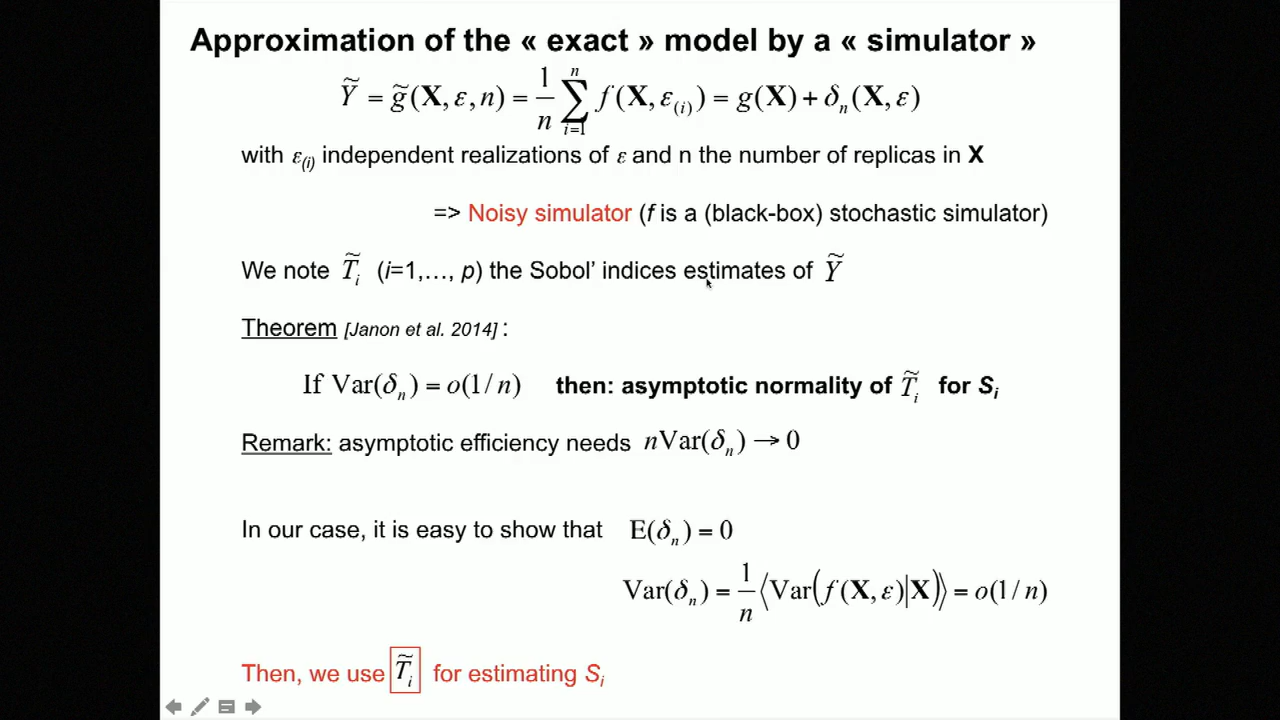 Approximation of the « exact » model by a « simulator »
Ỹ = g̃(X, ε, n) = 1/n ∑_{i=1}^{n} f(X, ε_(i)) = g(X) + δ_n(X, ε)
with ε_(i) independent realizations of ε and n the number of replicas in X
=> Noisy simulator (f is a (black-box) stochastic simulator)
We note T̃_i (i=1,…, p) the Sobol’ indices estimates of Ỹ
Theorem [Janon et al. 2014] :
If Var(δ_n) = o(1/n) then: asymptotic normality of T̃_i for S_i
Remark: asymptotic efficiency needs nVar(δ_n) → 0
In our case, it is easy to show that E(δ_n) = 0
Var(δ_n) = 1/n ⟨Var(f(X, ε)|X)⟩ = o(1/n)
Then, we use T̃_i for estimating S_i